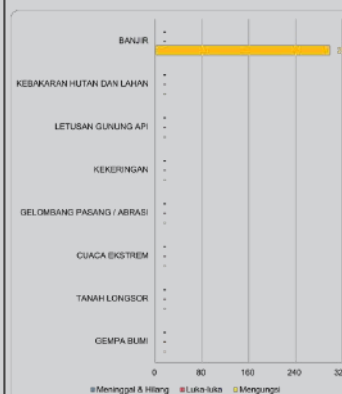 BANJIR
KEBAKARAN HUTAN DAN LAHAN
LETUSAN GUNUNG API
KEKERINGAN
GELOMBANG PASANG / ABRASI
CUACA EKSTREM
TANAH LONGSOR
GEMPA BUMI
0 80 160 240
Meninggal & Hilang Luka-luka Mengungsi